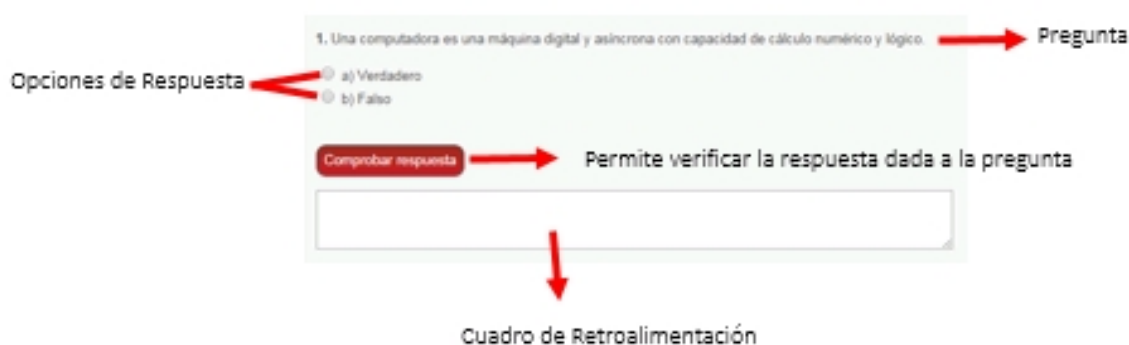 1. Una computadora es una máquina digital y asíncrona con capacidad de cálculo numérico y lógico.
Pregunta
Opciones de Respuesta
a) Verdadero
b) Falso
Comprobar respuesta
Permite verificar la respuesta dada a la pregunta
Cuadro de Retroalimentación